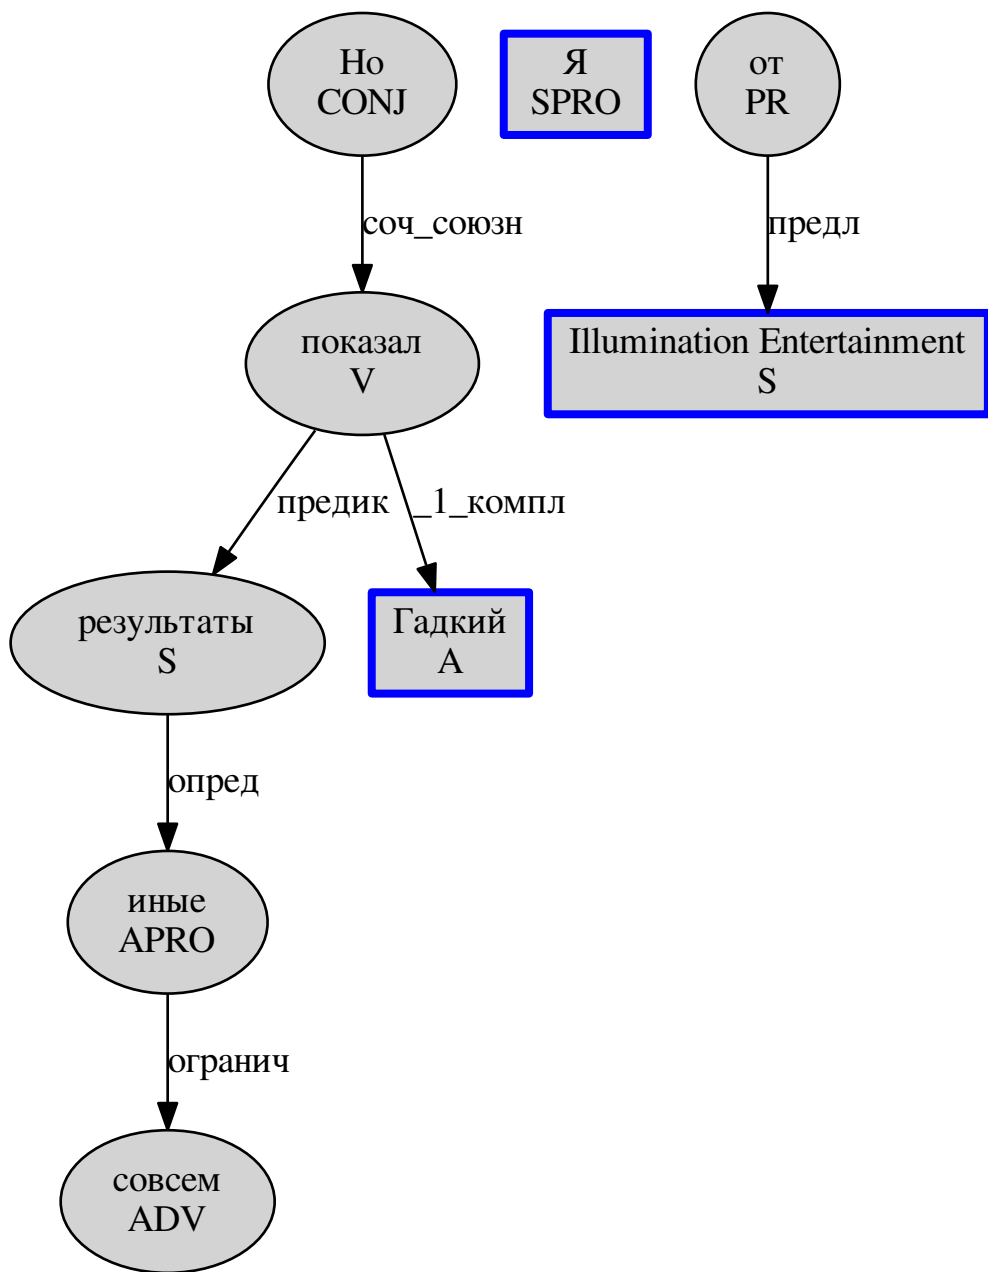 Но
CONJ
Я
SPRO
от
PR
соч_союзн
предл
показал
V
Illumination Entertainment
S
предик
_1_компл
результаты
S
Гадкий
A
опред
иные
APRO
огранич
совсем
ADV